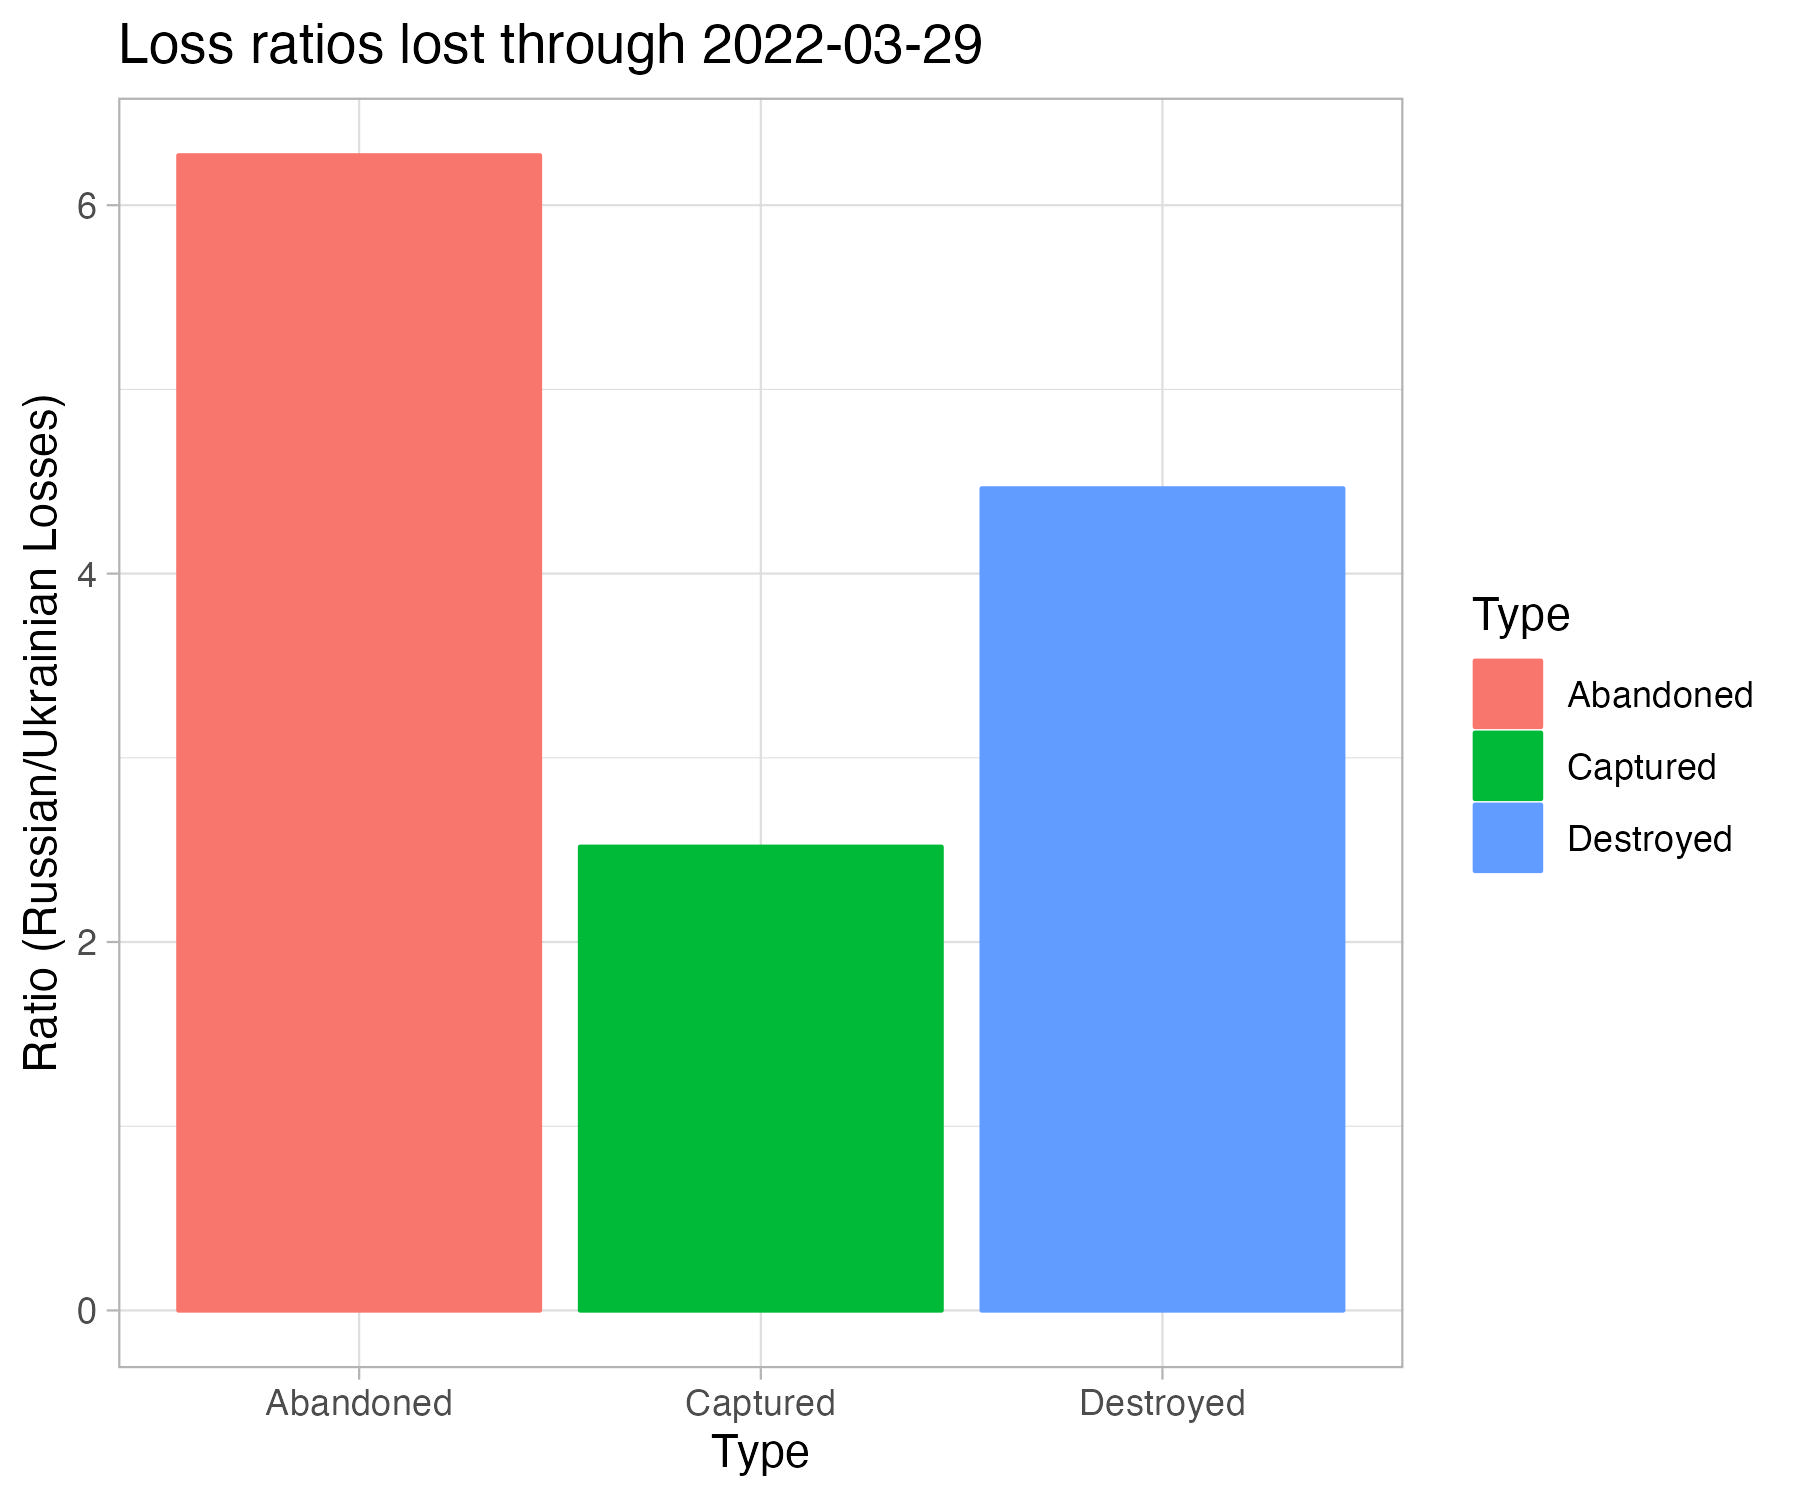 Loss ratios lost through 2022-03-29
Ratio (Russian/Ukrainian Losses)
6
4
2
0
Abandoned
Captured
Destroyed
Type
Type
Abandoned
Captured
Destroyed